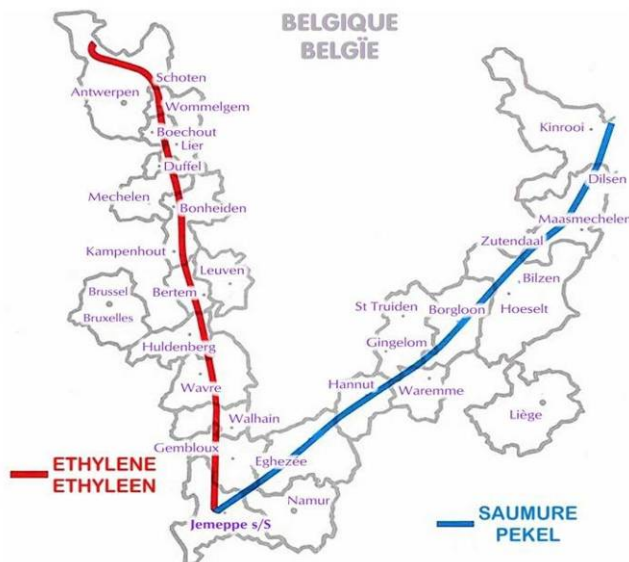 BELGIQUE
BELGÏE
Schoten
Antwerpen
Wommelgem
Boechout
Lier
Duffel
Mechelen
Bonheiden
Kampenhout
Leuven
Bertem
Brussel
Bruxelles
Huldenberg
Wavre
Walhain
Gembloux
Eghezée
Jemeppe s/S
Namur
Kinrooi
Dilsen
Maasmechelen
Zutendaal
Bilzen
Hoeselt
St Truiden
Borgloon
Gingelom
Hannut
Waremme
Liège
ETHYLENE
ETHYLEEN
SAUMURE
PEKEL